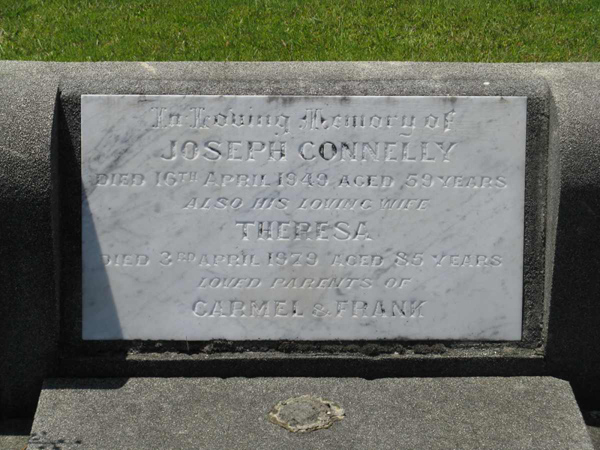 In Loving Memory of
JOSEPH CONNELLY
DIED 16TH APRIL 1949 AGED 59 YEARS
ALSO HIS LOVING WIFE
THERESA
DIED 3RD APRIL 1979 AGED 85 YEARS
LOVED PARENTS OF
CARMEL & FRANK